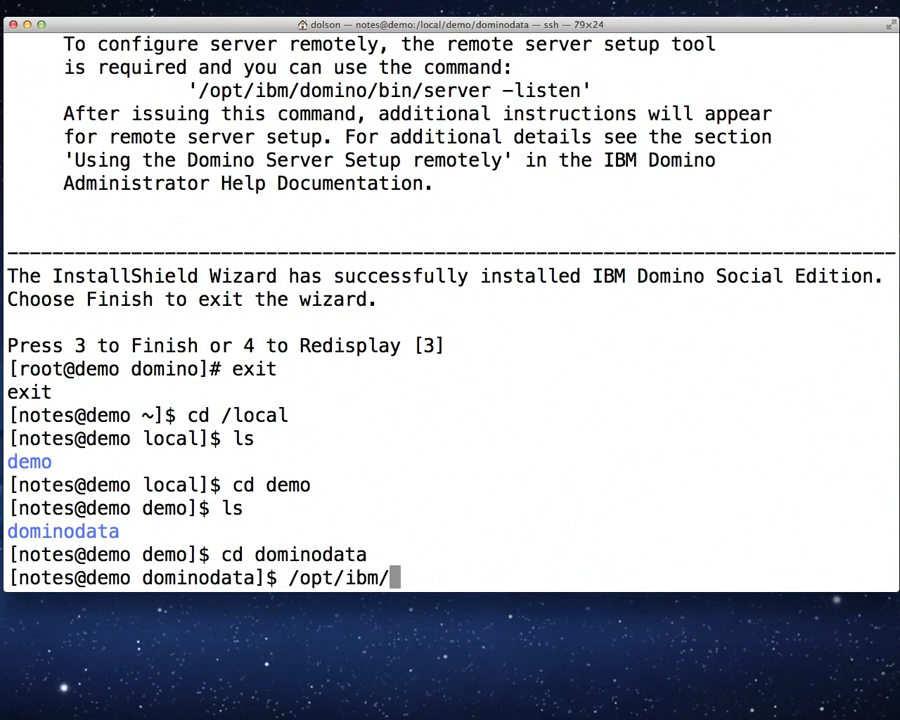 dolson — notes@demo:/local/demo/dominodata — ssh — 79×24
To configure server remotely, the remote server setup tool
is required and you can use the command:
'/opt/ibm/domino/bin/server -listen'
After issuing this command, additional instructions will appear
for remote server setup. For additional details see the section
'Using the Domino Server Setup remotely' in the IBM Domino
Administrator Help Documentation.
-------------------------------------------------------------------------------
The InstallShield Wizard has successfully installed IBM Domino Social Edition.
Choose Finish to exit the wizard.
Press 3 to Finish or 4 to Redisplay [3]
[root@demo domino]# exit
exit
[notes@demo ~]$ cd /local
[notes@demo local]$ ls
demo
[notes@demo local]$ cd demo
[notes@demo demo]$ ls
dominodata
[notes@demo demo]$ cd dominodata
[notes@demo dominodata]$ /opt/ibm/